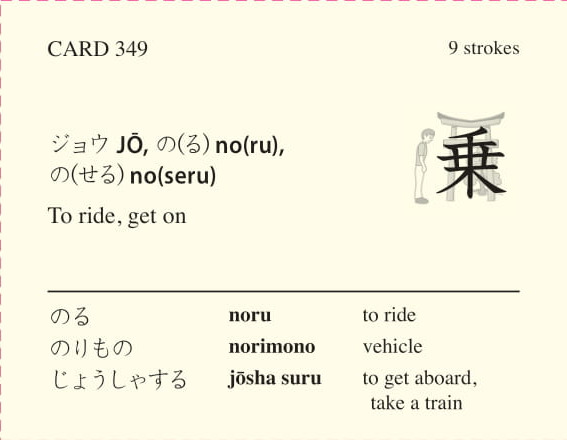 CARD 349
9 strokes
ジョウ JŌ, の(る) no(ru),
の(せる) no(seru)
To ride, get on
乗
のる noru to ride
のりもの norimono vehicle
じょうしゃする jōsha suru to get aboard,
take a train